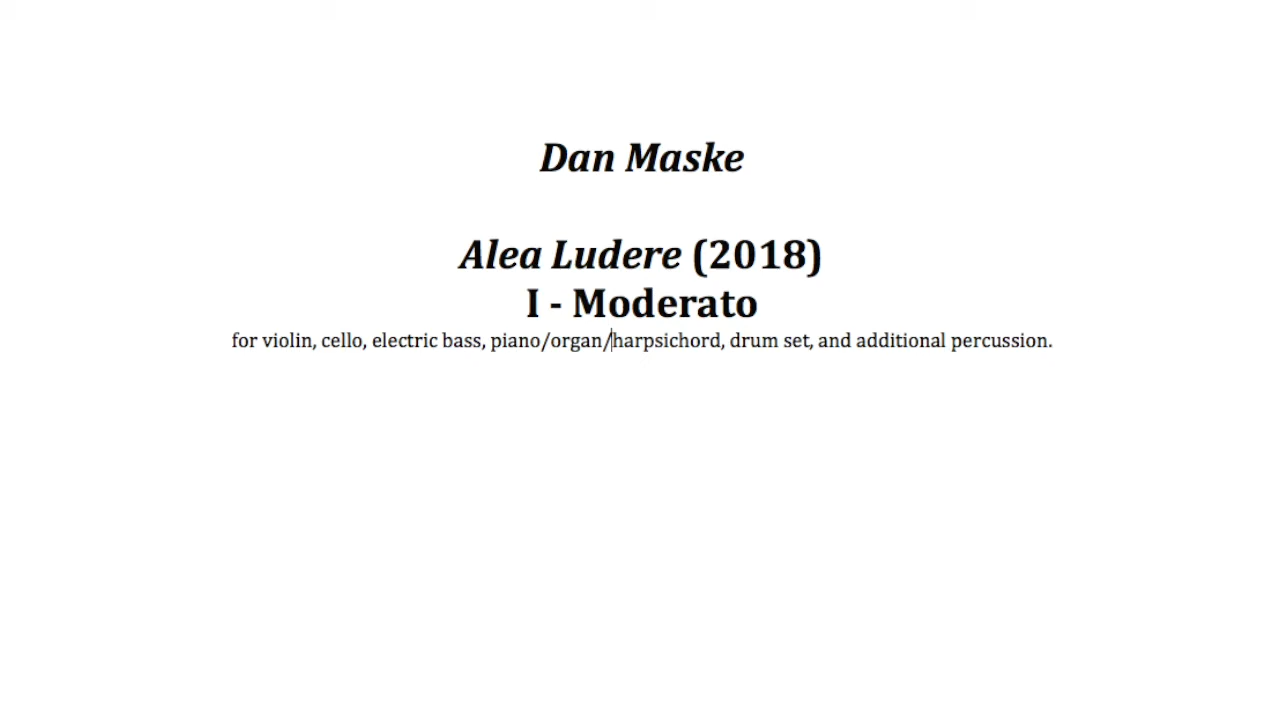 Dan Maske
Alea Ludere (2018)
I - Moderato
for violin, cello, electric bass, piano/organ/harpsichord, drum set, and additional percussion.